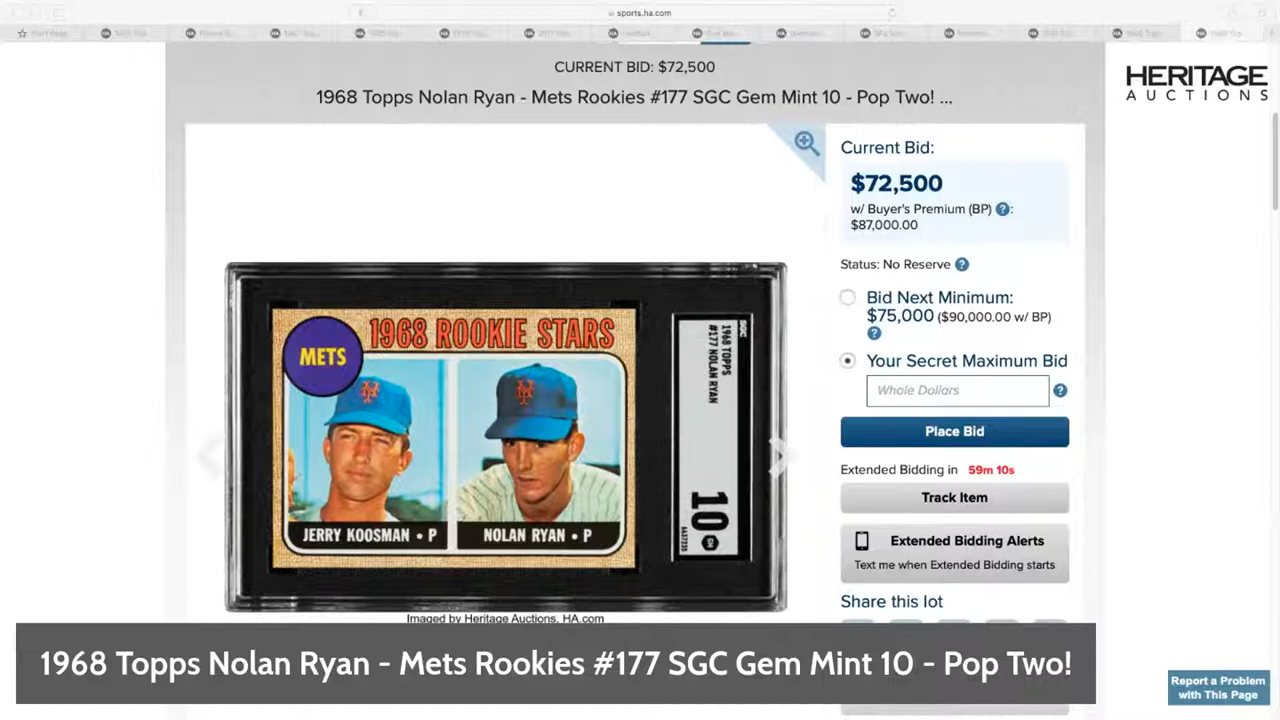 sports.ha.com
CURRENT BID: $72,500
1968 Topps Nolan Ryan - Mets Rookies #177 SGC Gem Mint 10 - Pop Two! ...
HERITAGE
AUCTIONS
Current Bid:
$72,500
w/ Buyer's Premium (BP) ?:
$87,000.00
Status: No Reserve ?
Bid Next Minimum:
$75,000 ($90,000.00 w/ BP)
?
Your Secret Maximum Bid
Whole Dollars ?
Place Bid
Extended Bidding in 59m 10s
Track Item
Extended Bidding Alerts
Text me when Extended Bidding starts
Share this lot
1968 ROOKIE STARS
METS
JERRY KOOSMAN • P
NOLAN RYAN • P
SGC
1968 TOPPS
#177 NOLAN RYAN
10
Imaged by Heritage Auctions, HA.com
1968 Topps Nolan Ryan - Mets Rookies #177 SGC Gem Mint 10 - Pop Two!
Report a Problem
with This Page